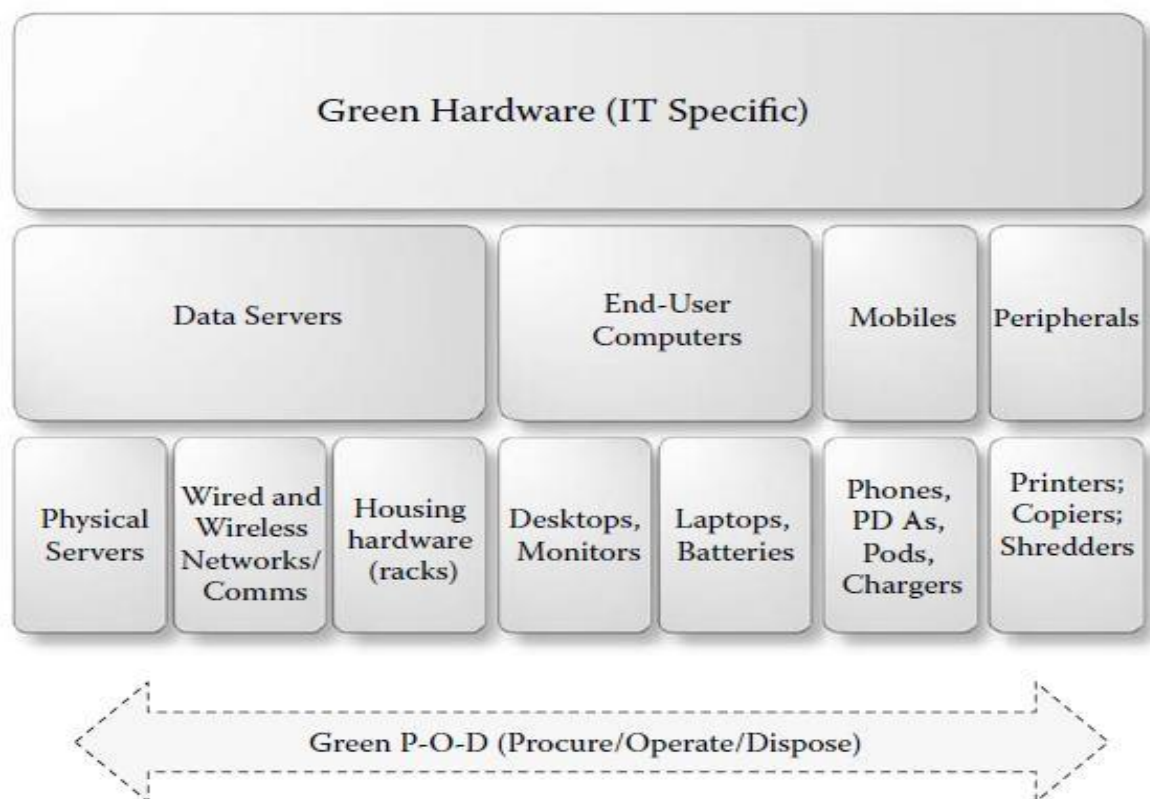 Green Hardware (IT Specific)
Data Servers
End-User
Computers
Mobiles
Peripherals
Physical
Servers
Wired and
Wireless
Networks/
Comms
Housing
hardware
(racks)
Desktops,
Monitors
Laptops,
Batteries
Phones,
PD As,
Pods,
Chargers
Printers;
Copiers;
Shredders
Green P-O-D (Procure/Operate/Dispose)